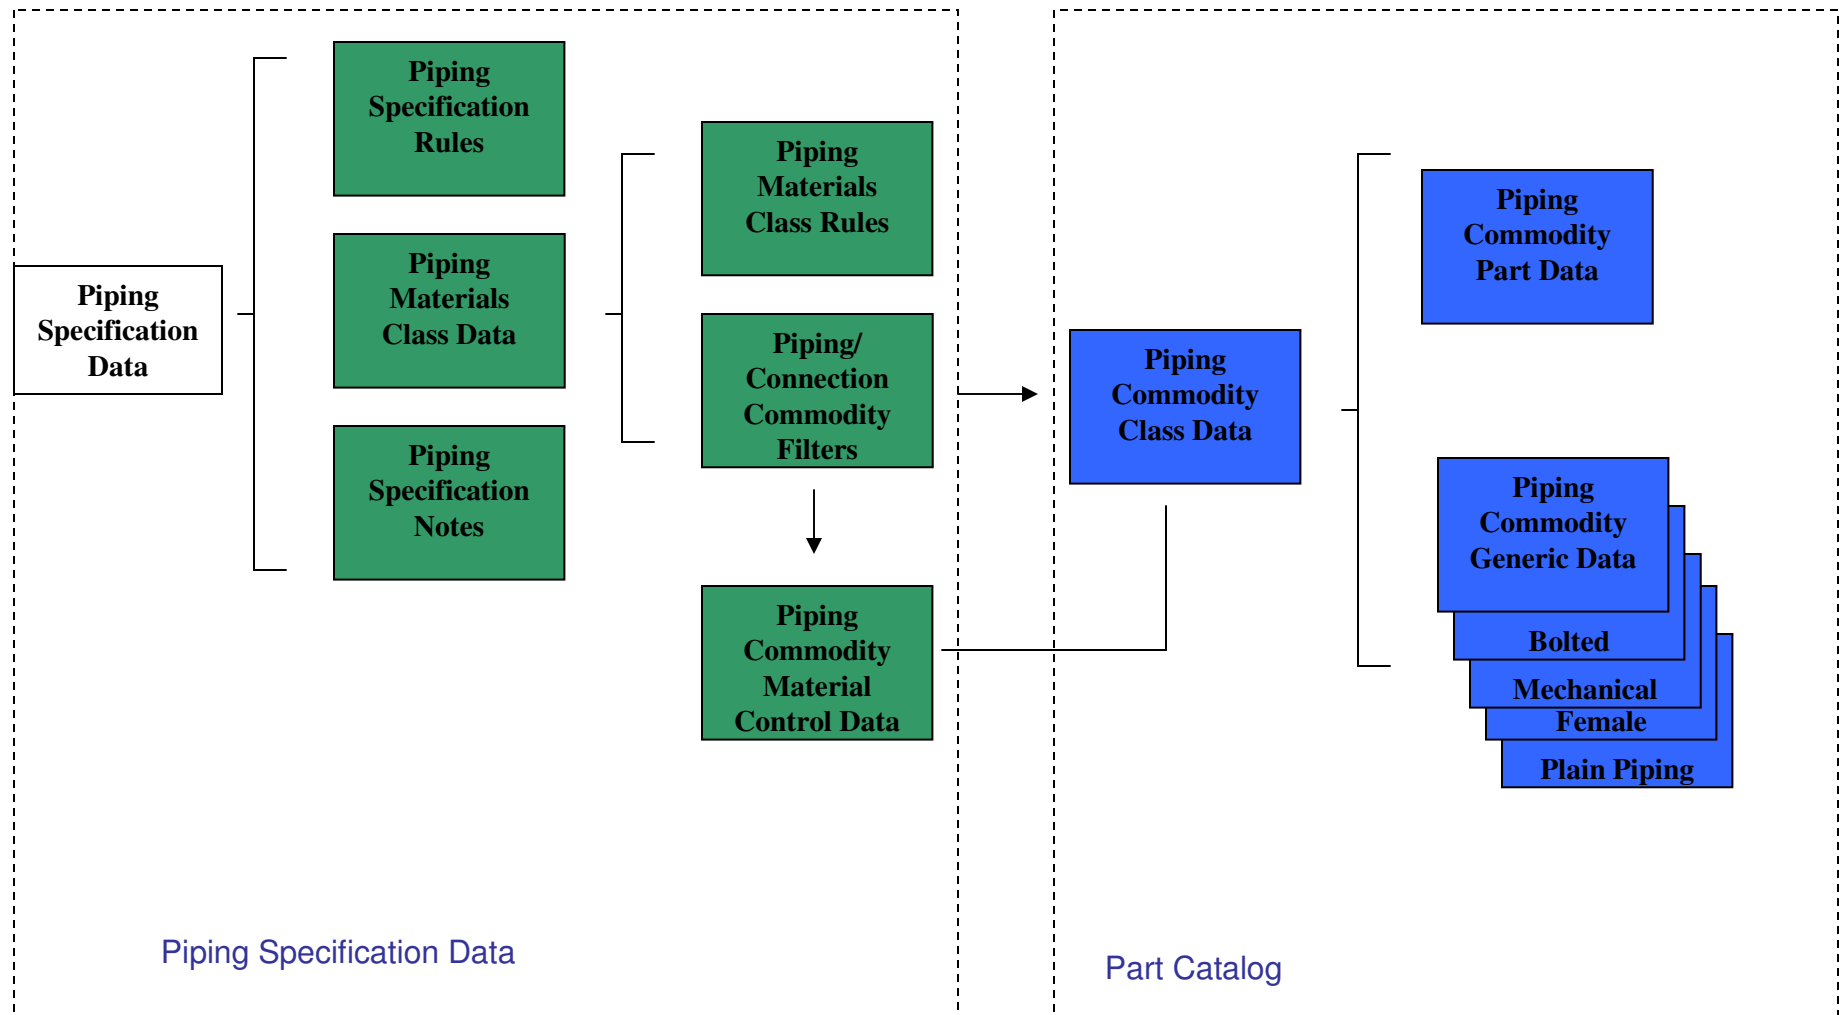 Piping
Specification
Data
Piping
Specification
Rules
Piping
Materials
Class Data
Piping
Specification
Notes
Piping
Materials
Class Rules
Piping/
Connection
Commodity
Filters
Piping
Commodity
Material
Control Data
Piping Specification Data
Piping
Commodity
Class Data
Piping
Commodity
Part Data
Piping
Commodity
Generic Data
Bolted
Mechanical
Female
Plain Piping
Part Catalog